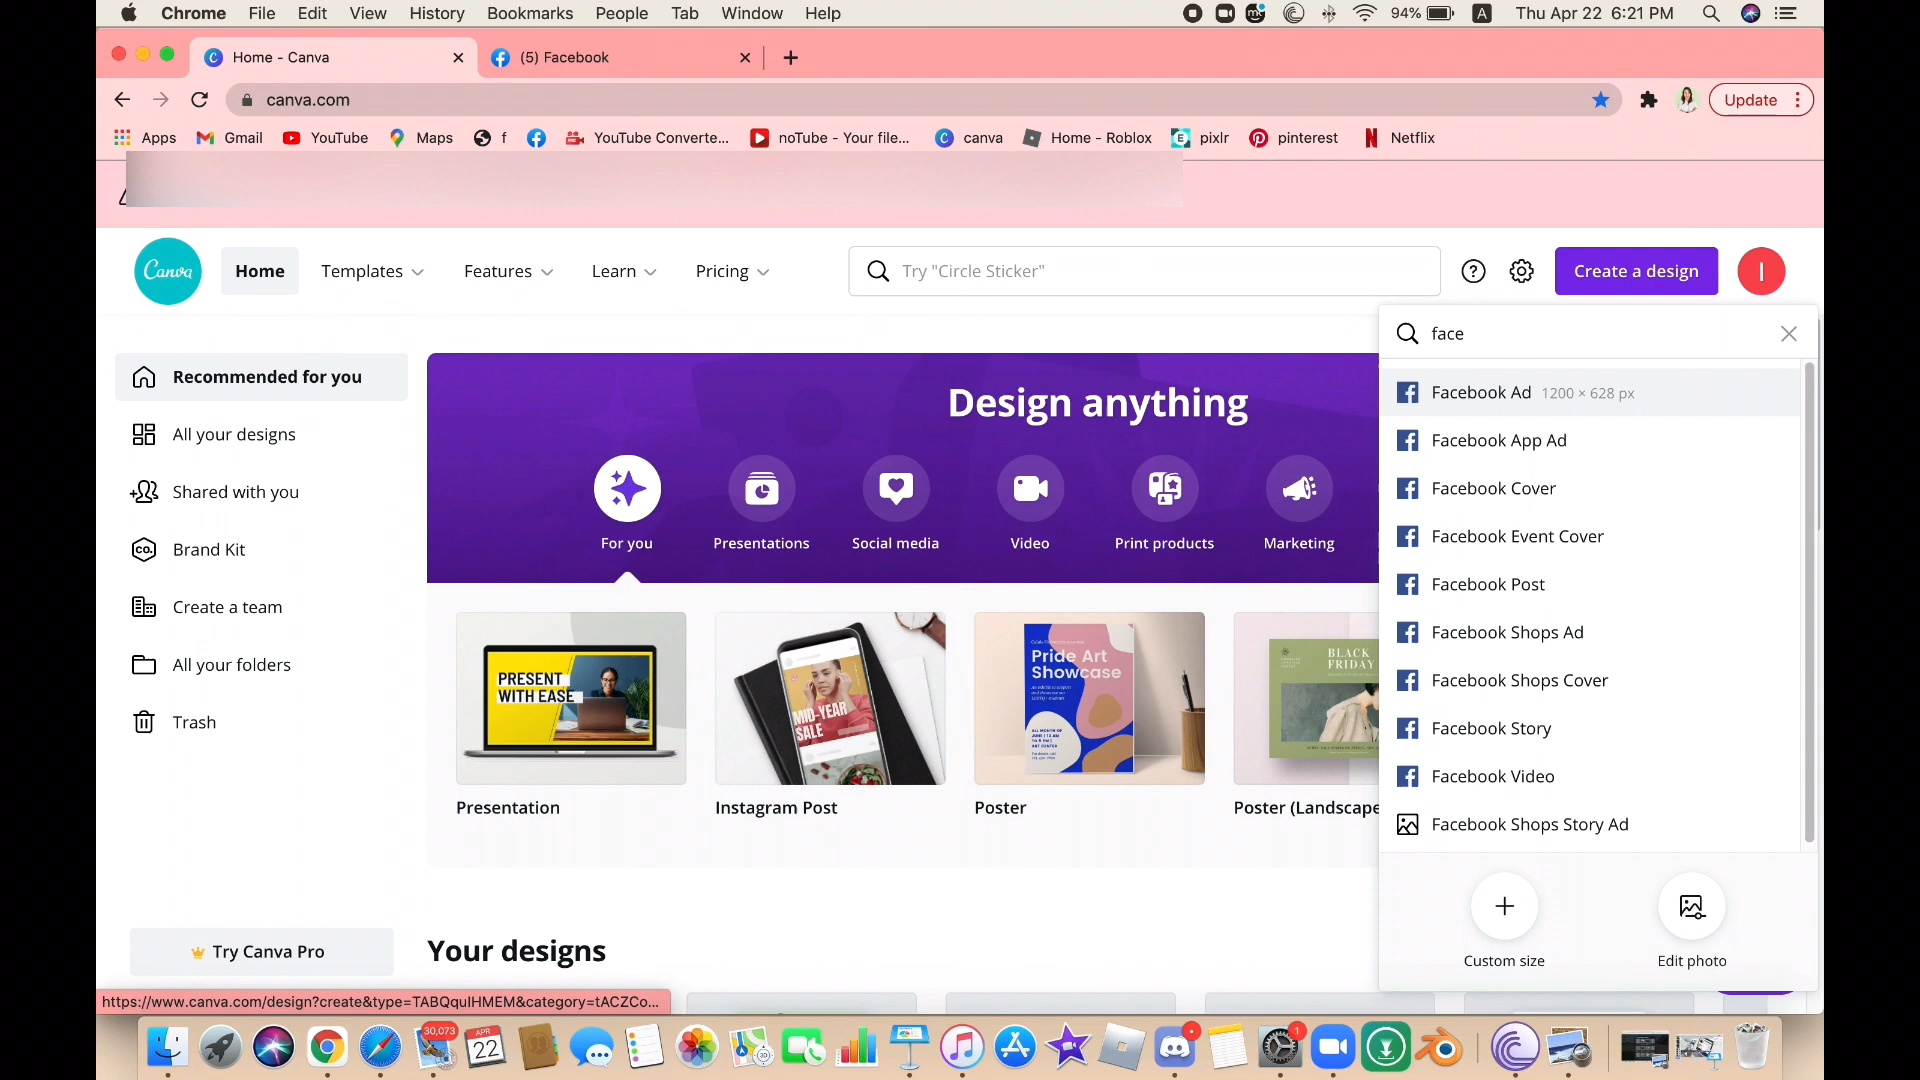 Chrome File Edit View History Bookmarks People Tab Window Help 94% A Thu Apr 22 6:21 PM
Home - Canva (5) Facebook
canva.com Update
Apps Gmail YouTube Maps f YouTube Converte... noTube - Your file... canva Home - Roblox pixlr pinterest Netflix
Canva Home Templates Features Learn Pricing Try "Circle Sticker" Create a design I
face
Recommended for you
All your designs
Shared with you
Brand Kit
Create a team
All your folders
Trash
Try Canva Pro
Design anything
For you Presentations Social media Video Print products Marketing
PRESENT
WITH EASE
MID-YEAR
SALE
Pride Art
Showcase
BLACK
FRIDAY
Presentation Instagram Post Poster Poster (Landscape
Your designs
Facebook Ad 1200 × 628 px
Facebook App Ad
Facebook Cover
Facebook Event Cover
Facebook Post
Facebook Shops Ad
Facebook Shops Cover
Facebook Story
Facebook Video
Facebook Shops Story Ad
Custom size Edit photo
https://www.canva.com/design?create&type=TABQqulHMEM&category=tACZCo...
30,073 APR 22 1